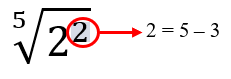 ⁵√2² 2 = 5 – 3